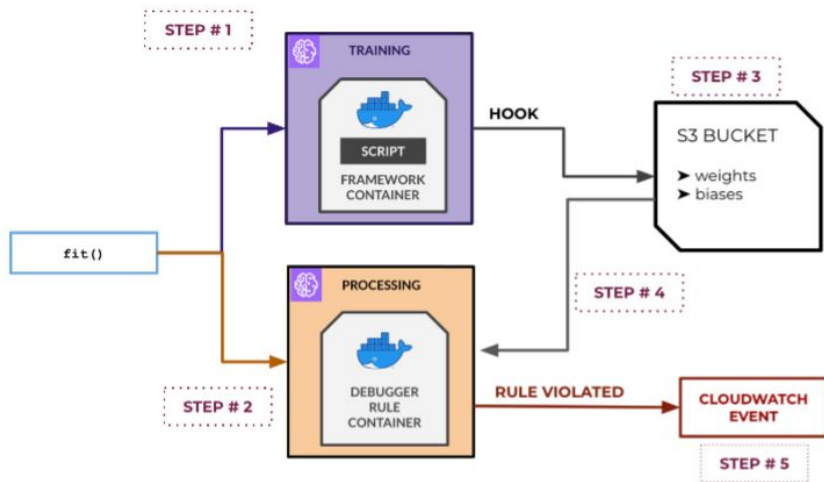 STEP # 1
TRAINING
SCRIPT
FRAMEWORK
CONTAINER
HOOK
STEP # 3
S3 BUCKET
➤ weights
➤ biases
fit()
STEP # 2
PROCESSING
DEBUGGER
RULE
CONTAINER
STEP # 4
RULE VIOLATED
CLOUDWATCH
EVENT
STEP # 5